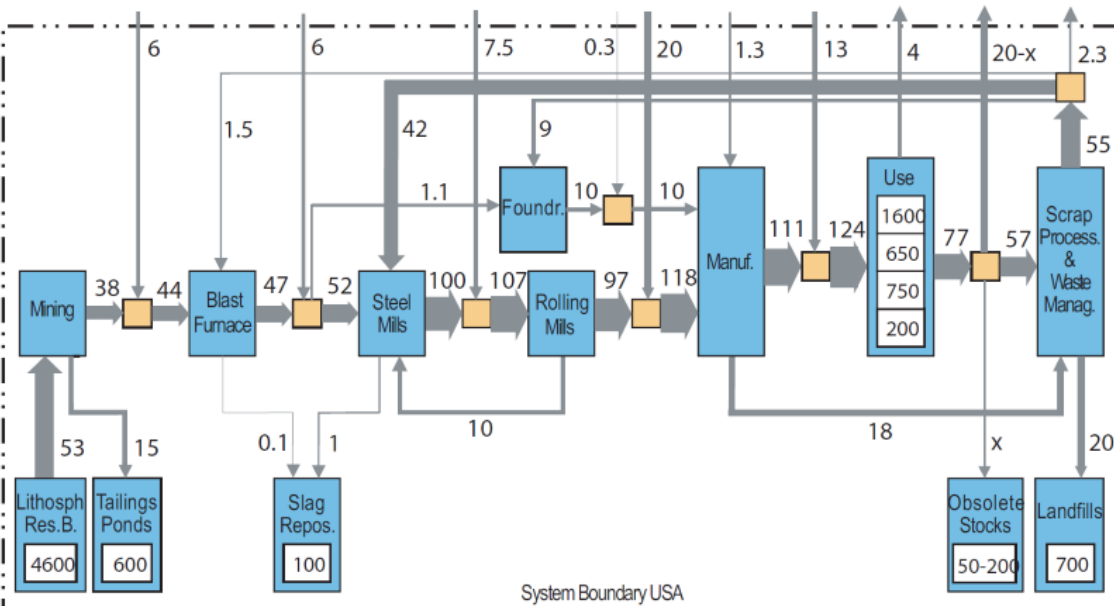 6
6
7.5
0.3
20
1.3
13
4
20-x
2.3
1.5
42
9
55
1.1
Foundr.
10
10
Use
1600
650
750
200
Scrap
Process.
&
Waste
Manag.
111
124
77
57
Manuf.
Mining
38
44
Blast
Furnace
47
52
Steel
Mills
100
107
Rolling
Mills
97
118
53
15
0.1
1
10
18
x
20
Lithosph
Res.B.
4600
Tailings
Ponds
600
Slag
Repos.
100
Obsolete
Stocks
50-200
Landfills
700
System Boundary USA